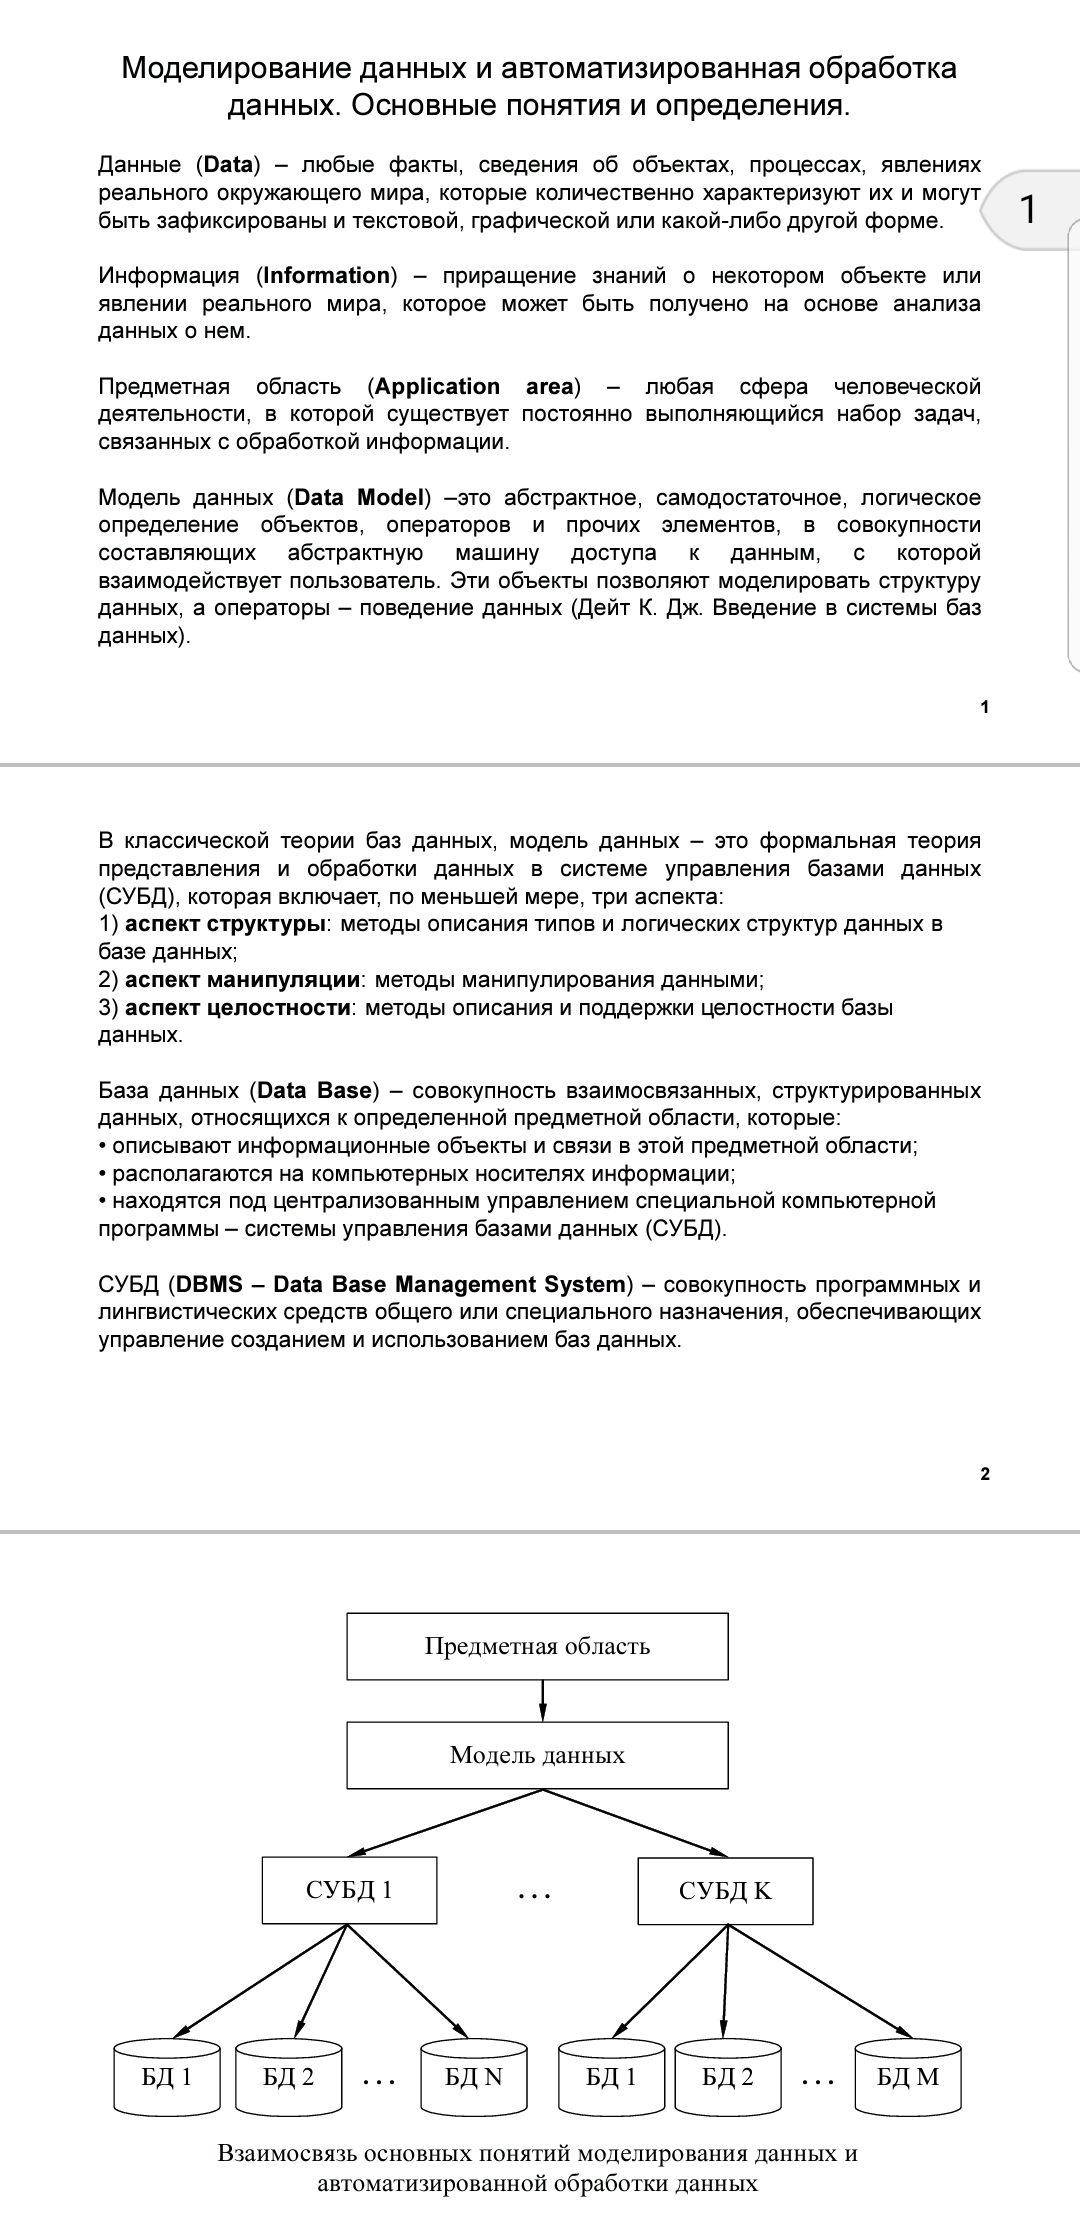 Моделирование данных и автоматизированная обработка
данных. Основные понятия и определения.
Данные (Data) – любые факты, сведения об объектах, процессах, явлениях
реального окружающего мира, которые количественно характеризуют их и могут
быть зафиксированы и текстовой, графической или какой-либо другой форме.
1
Информация (Information) – приращение знаний о некотором объекте или
явлении реального мира, которое может быть получено на основе анализа
данных о нем.
Предметная область (Application area) – любая сфера человеческой
деятельности, в которой существует постоянно выполняющийся набор задач,
связанных с обработкой информации.
Модель данных (Data Model) –это абстрактное, самодостаточное, логическое
определение объектов, операторов и прочих элементов, в совокупности
составляющих абстрактную машину доступа к данным, с которой
взаимодействует пользователь. Эти объекты позволяют моделировать структуру
данных, а операторы – поведение данных (Дейт К. Дж. Введение в системы баз
данных).
1
В классической теории баз данных, модель данных – это формальная теория
представления и обработки данных в системе управления базами данных
(СУБД), которая включает, по меньшей мере, три аспекта:
1) аспект структуры: методы описания типов и логических структур данных в
базе данных;
2) аспект манипуляции: методы манипулирования данными;
3) аспект целостности: методы описания и поддержки целостности базы
данных.
База данных (Data Base) – совокупность взаимосвязанных, структурированных
данных, относящихся к определенной предметной области, которые:
• описывают информационные объекты и связи в этой предметной области;
• располагаются на компьютерных носителях информации;
• находятся под централизованным управлением специальной компьютерной
программы – системы управления базами данных (СУБД).
СУБД (DBMS – Data Base Management System) – совокупность программных и
лингвистических средств общего или специального назначения, обеспечивающих
управление созданием и использованием баз данных.
2
Предметная область
Модель данных
СУБД 1 ... СУБД K
БД 1 БД 2 ... БД N БД 1 БД 2 ... БД M
Взаимосвязь основных понятий моделирования данных и
автоматизированной обработки данных